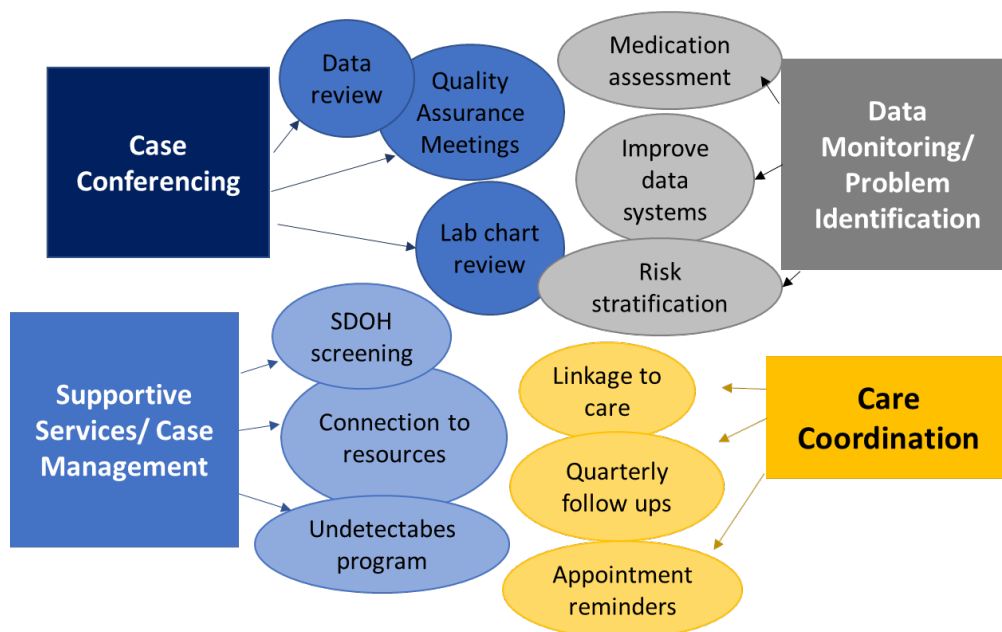 Case
Conferencing
Data
review
Quality
Assurance
Meetings
Lab chart
review
Medication
assessment
Improve
data
systems
Risk
stratification
Data
Monitoring/
Problem
Identification
Supportive
Services/ Case
Management
SDOH
screening
Connection to
resources
Undetectabes
program
Linkage to
care
Quarterly
follow ups
Appointment
reminders
Care
Coordination